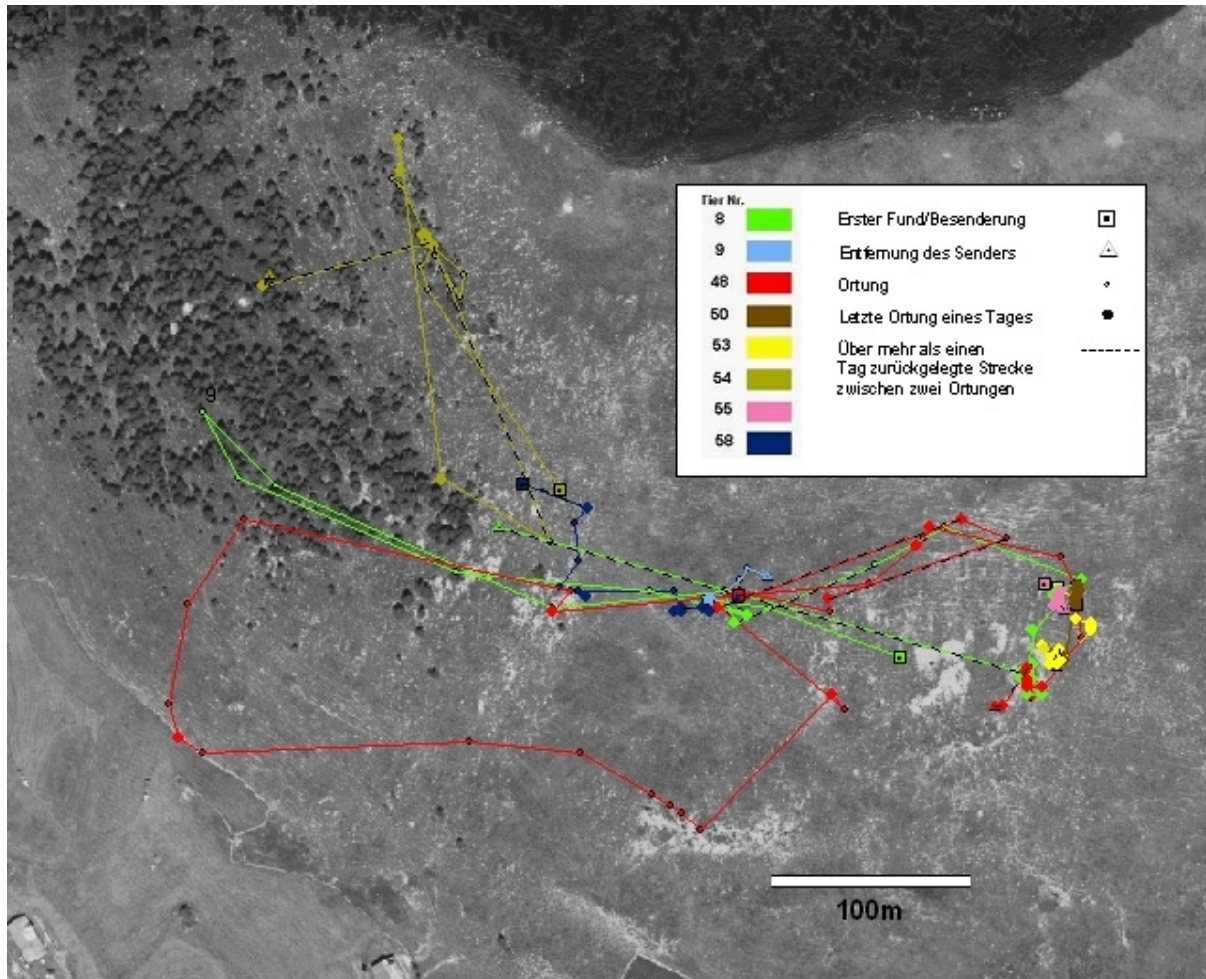 Tier Nr.
8 Erster Fund/Besenderung
9 Entfernung des Senders
48 Ortung
50 Letzte Ortung eines Tages
53 Über mehr als einen
54 Tag zurückgelegte Strecke
zwischen zwei Ortungen
55
58
9
100m